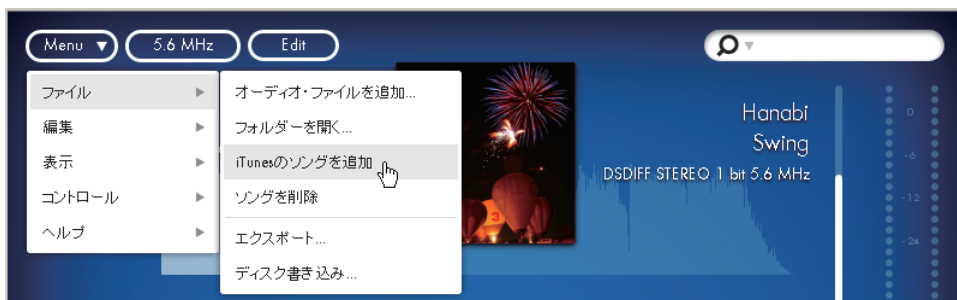 Menu ▼ 5.6 MHz Edit
ファイル
編集
表示
コントロール
ヘルプ
オーディオ・ファイルを追加...
フォルダーを開く...
iTunesのソングを追加
ソングを削除
エクスポート...
ディスク書き込み...
Hanabi
Swing
DSDIFF STEREO 1 bit 5.6 MHz
0
-6
-12
-24
3